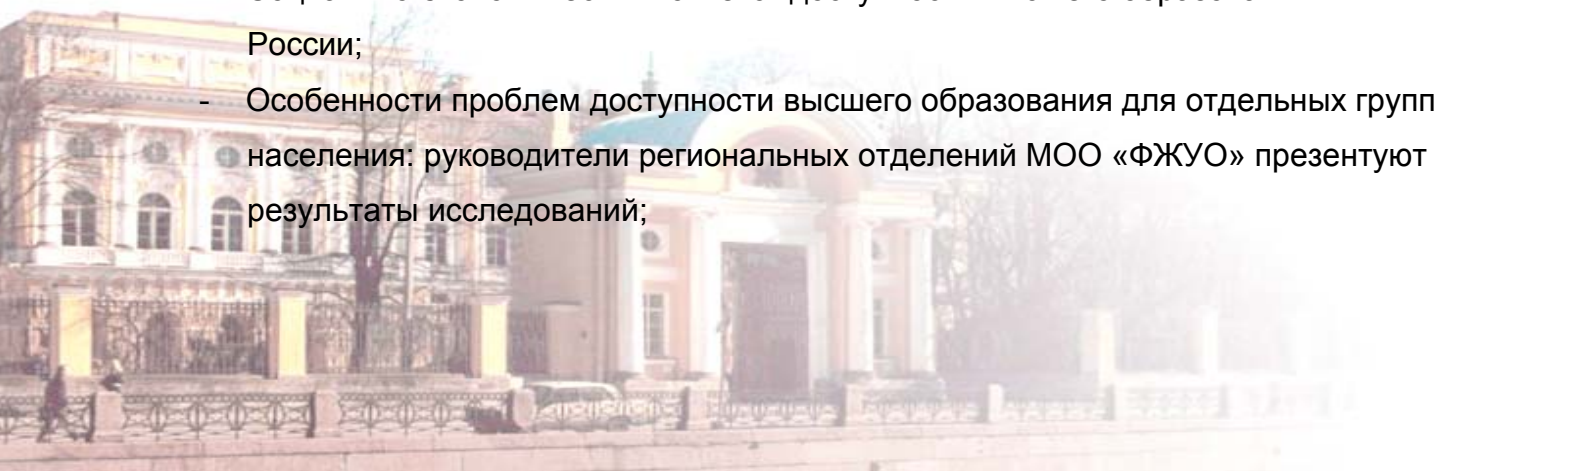 России;
- Особенности проблем доступности высшего образования для отдельных групп
населения: руководители региональных отделений МОО «ФЖУО» презентуют
результаты исследований;